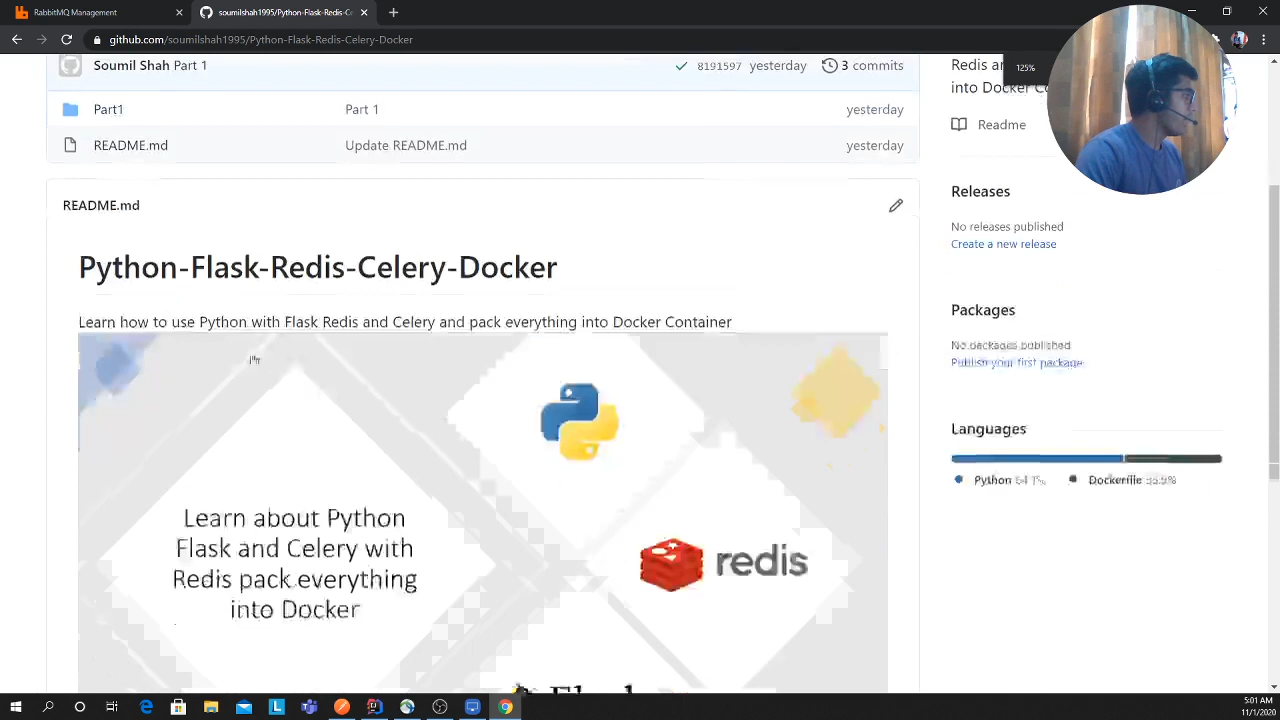 RabbitMQ Management
soumilshah1995/Python-Flask-Redis-Ce
github.com/soumilshah1995/Python-Flask-Redis-Celery-Docker
125%
Soumil Shah Part 1
8191597 yesterday
3 commits
Part1
Part 1
yesterday
README.md
Update README.md
yesterday
README.md
Python-Flask-Redis-Celery-Docker
Learn how to use Python with Flask Redis and Celery and pack everything into Docker Container
Learn about Python
Flask and Celery with
Redis pack everything
into Docker
redis
Redis
into Docker
Readme
Releases
No releases published
Create a new release
Packages
No packages published
Publish your first package
Languages
Python
Dockerfile
5:01 AM
11/1/2020